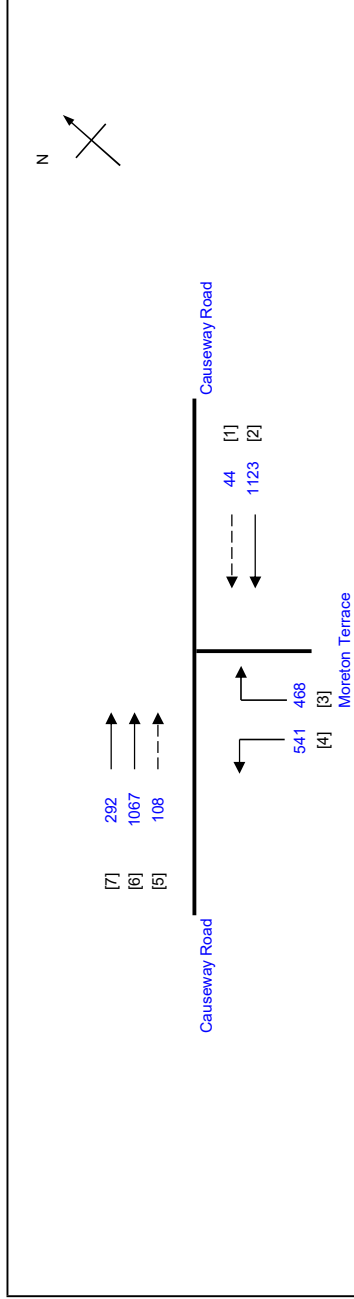 N
[7] 292
[6] 1067
[5] 108
Causeway Road
Causeway Road
44 [1]
1123 [2]
541 468
[4] [3]
Moreton Terrace